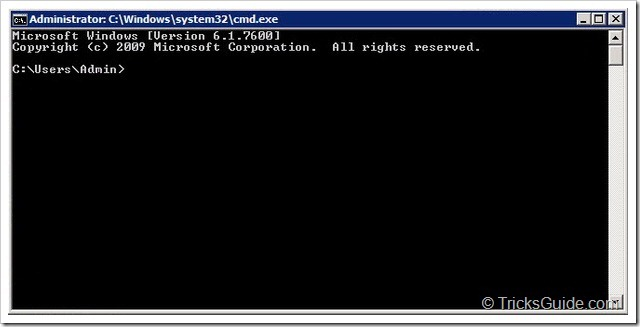 Administrator: C:\Windows\system32\cmd.exe
Microsoft Windows [Version 6.1.7600]
Copyright (c) 2009 Microsoft Corporation.  All rights reserved.
C:\Users\Admin>
© TricksGuide.com